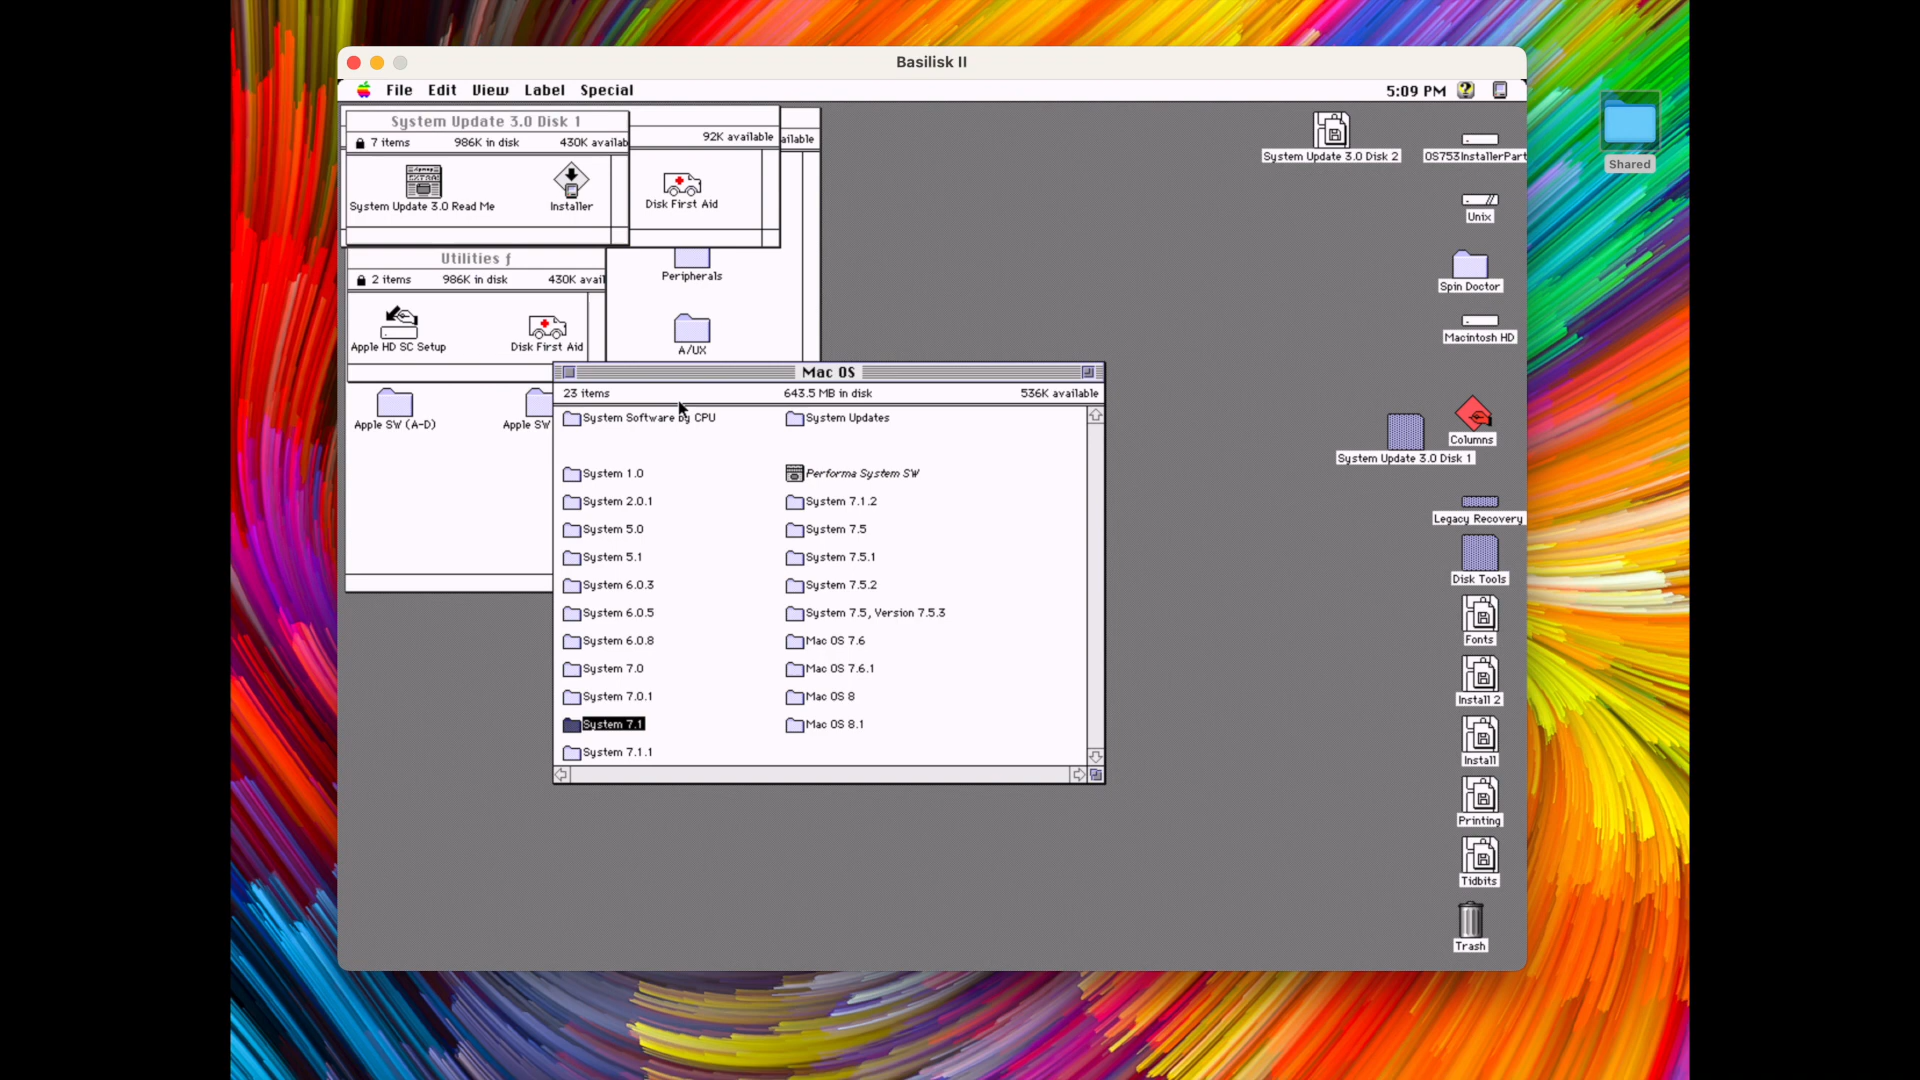 Basilisk II
File Edit View Label Special
5:09 PM
System Update 3.0 Disk 1
7 items 986K in disk 430K availab
92K available
ailable
System Update 3.0 Read Me
Installer
Disk First Aid
Utilities ƒ
2 items 986K in disk 430K avail
Apple HD SC Setup
Disk First Aid
Peripherals
A/UX
Apple SW (A-D)
Apple SW
Mac OS
23 items 643.5 MB in disk 536K available
System Software by CPU
System Updates
System 1.0
Performa System SW
System 2.0.1
System 7.1.2
System 5.0
System 7.5
System 5.1
System 7.5.1
System 6.0.3
System 7.5.2
System 6.0.5
System 7.5, Version 7.5.3
System 6.0.8
Mac OS 7.6
System 7.0
Mac OS 7.6.1
System 7.0.1
Mac OS 8
System 7.1
Mac OS 8.1
System 7.1.1
System Update 3.0 Disk 2
OS753InstallerPart
Unix
Spin Doctor
Macintosh HD
Columns
System Update 3.0 Disk 1
Legacy Recovery
Disk Tools
Fonts
Install 2
Install
Printing
Tidbits
Trash
Shared